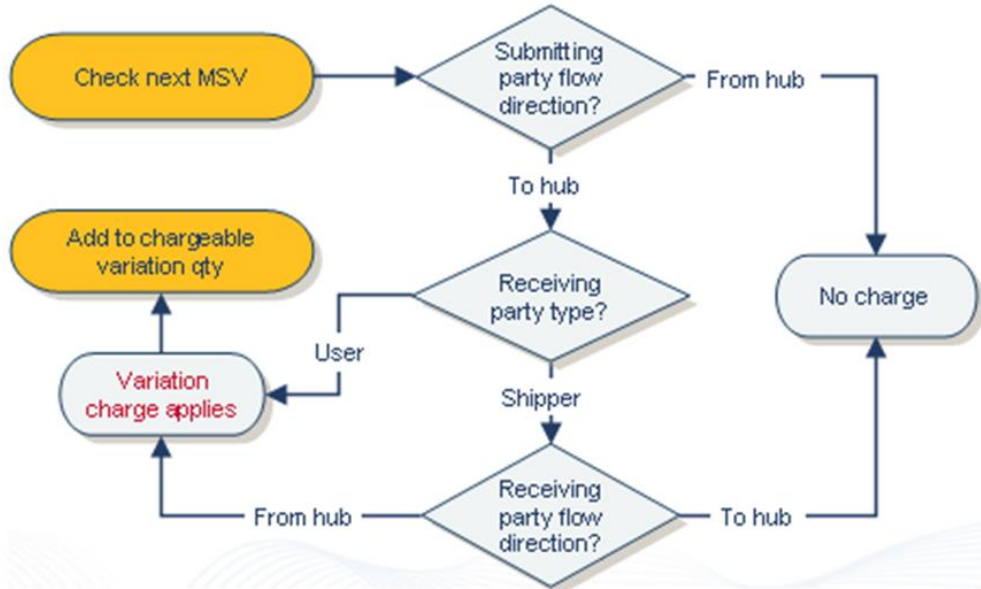 Check next MSV
Submitting
party flow
direction?
From hub
To hub
Add to chargeable
variation qty
Receiving
party type?
No charge
User
Variation
charge applies
Shipper
From hub
Receiving
party flow
direction?
To hub